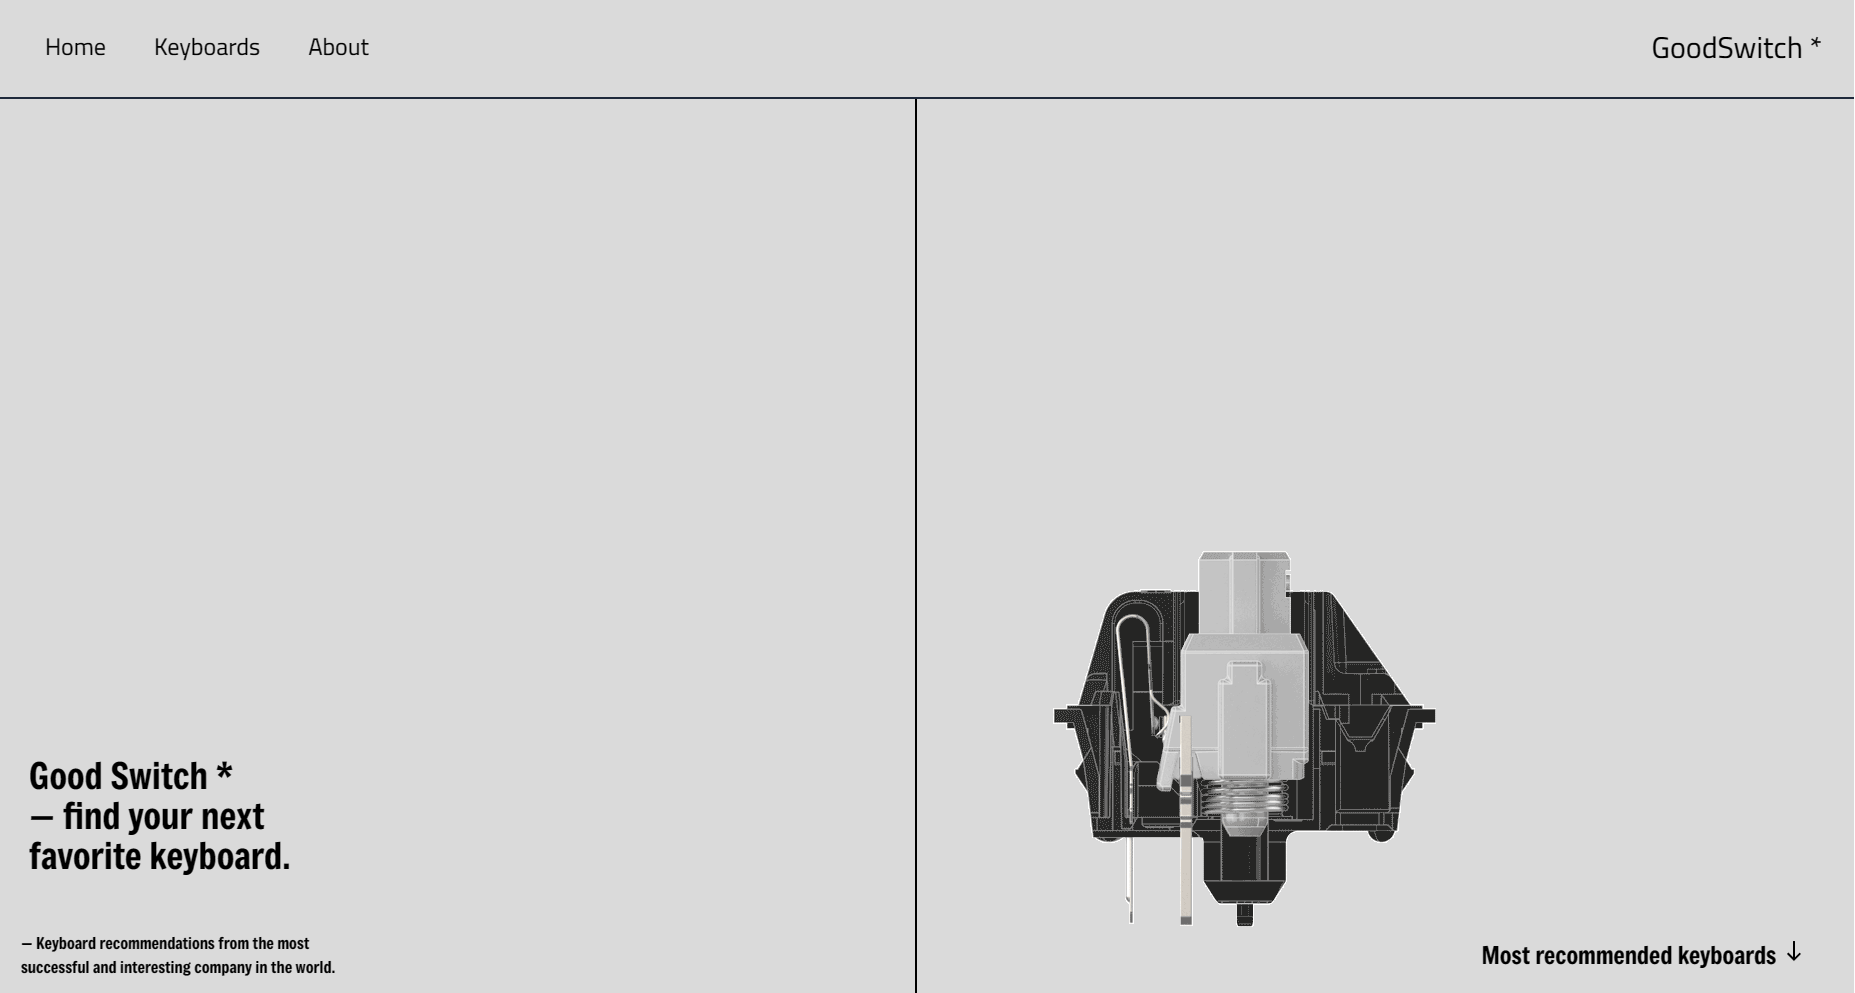 Home Keyboards About GoodSwitch *
Good Switch *
– find your next
favorite keyboard.
– Keyboard recommendations from the most
successful and interesting company in the world.
Most recommended keyboards ↓